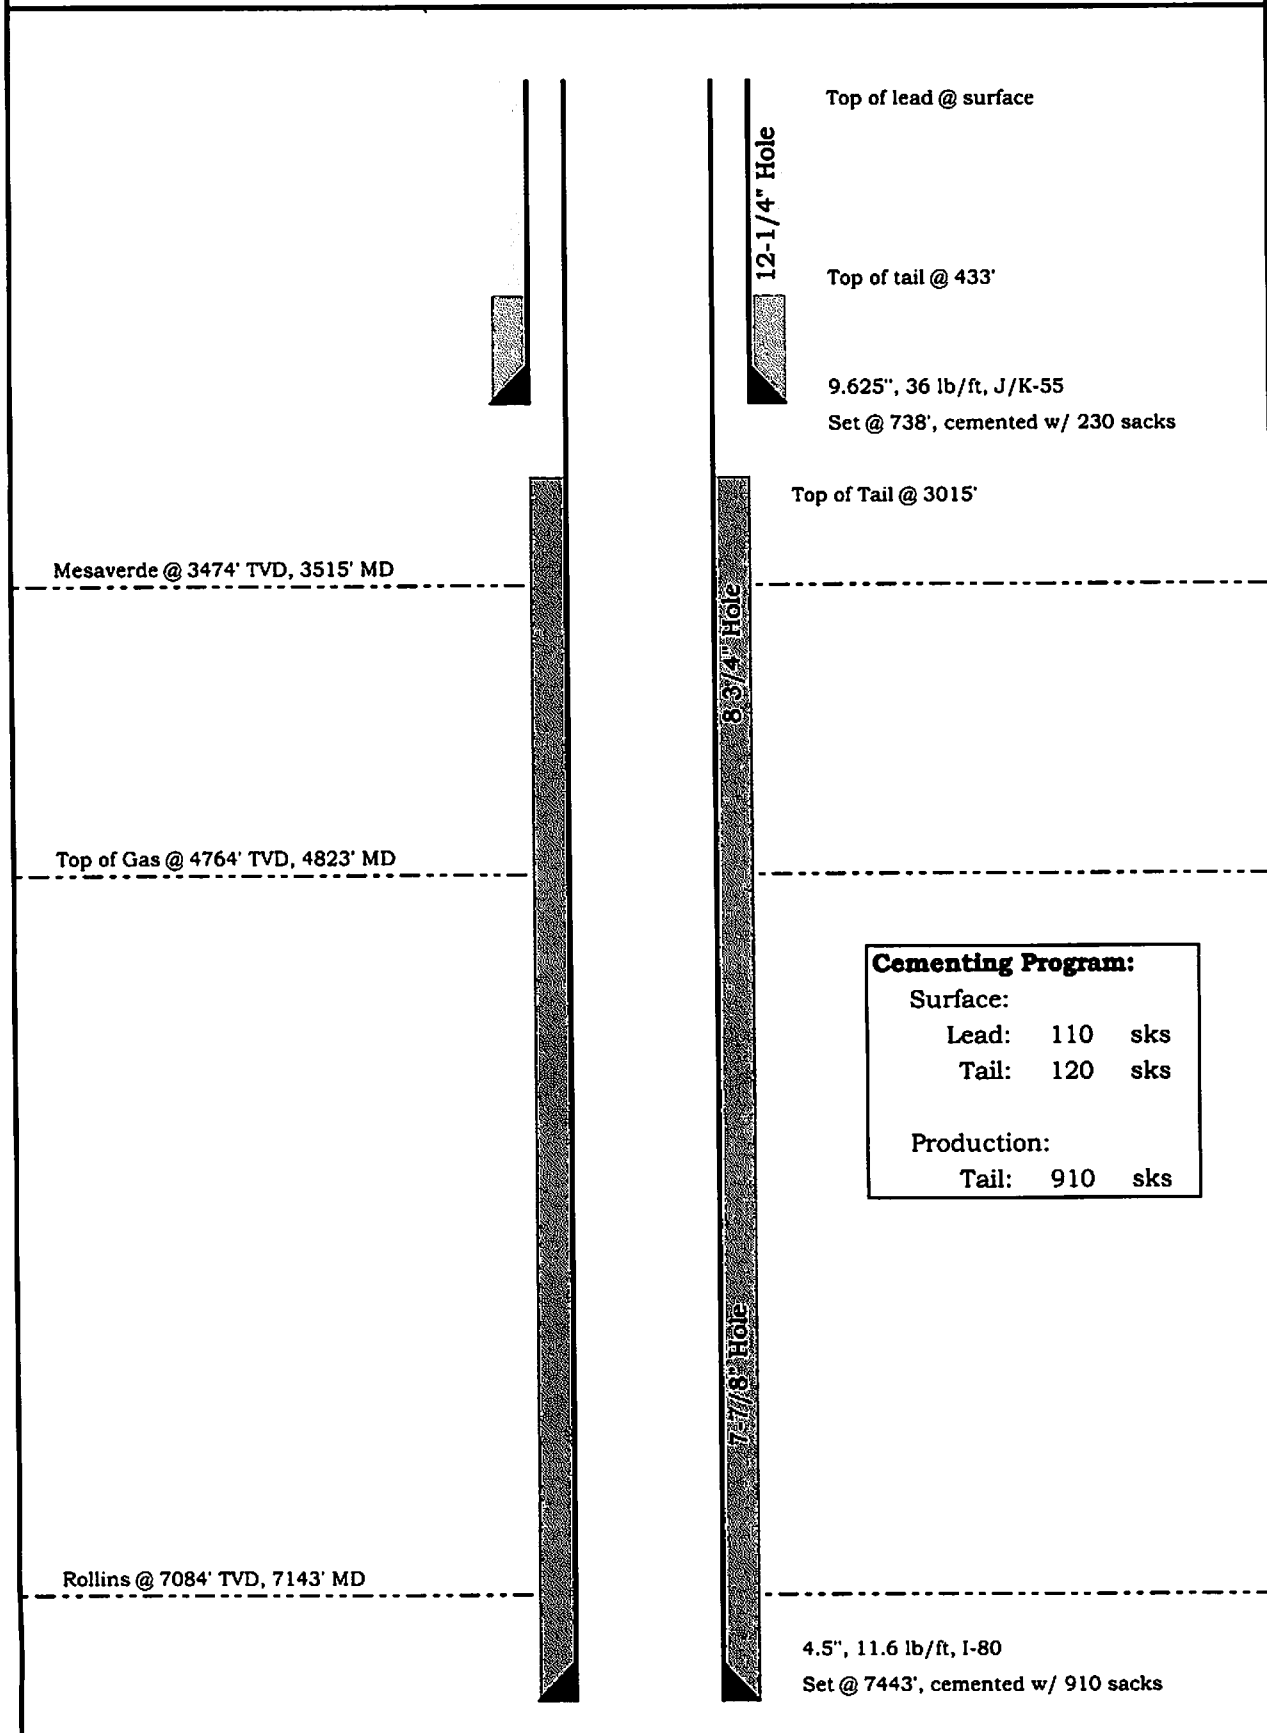 Top of lead @ surface
12-1/4" Hole
Top of tail @ 433'
9.625", 36 lb/ft, J/K-55
Set @ 738', cemented w/ 230 sacks
Top of Tail @ 3015'
Mesaverde @ 3474' TVD, 3515' MD
8 3/4" Hole
Top of Gas @ 4764' TVD, 4823' MD
Cementing Program:
Surface:
Lead: 110 sks
Tail: 120 sks
Production:
Tail: 910 sks
7-7/8" Hole
Rollins @ 7084' TVD, 7143' MD
4.5", 11.6 lb/ft, I-80
Set @ 7443', cemented w/ 910 sacks